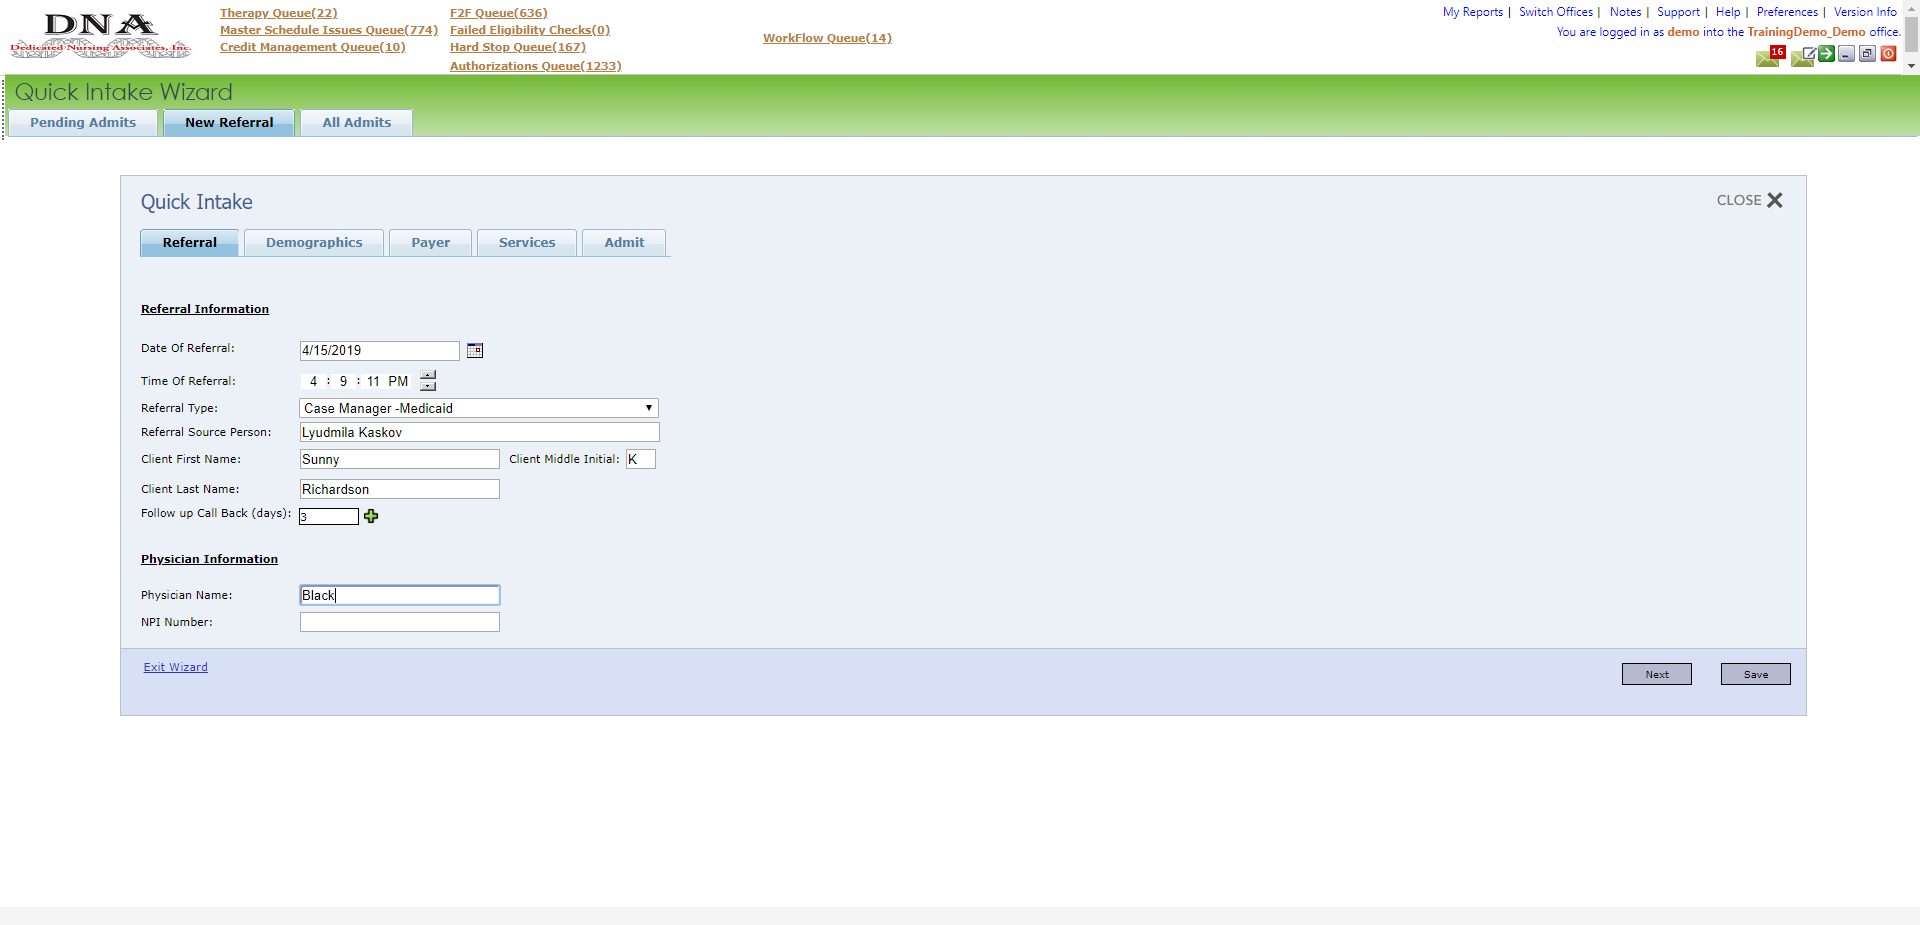 DNA
Dedicated Nursing Associates, Inc.
Therapy Queue(22)
Master Schedule Issues Queue(774)
Credit Management Queue(10)
F2F Queue(636)
Failed Eligibility Checks(0)
Hard Stop Queue(167)
Authorizations Queue(1233)
WorkFlow Queue(14)
My Reports | Switch Offices | Notes | Support | Help | Preferences | Version Info
You are logged in as demo into the TrainingDemo_Demo office.
16
Quick Intake Wizard
Pending Admits New Referral All Admits
Quick Intake
CLOSE
Referral Demographics Payer Services Admit
Referral Information
Date Of Referral: 4/15/2019
Time Of Referral: 4 : 9 : 11 PM
Referral Type: Case Manager -Medicaid
Referral Source Person: Lyudmila Kaskov
Client First Name: Sunny Client Middle Initial: K
Client Last Name: Richardson
Follow up Call Back (days): 3
Physician Information
Physician Name: Black
NPI Number:
Exit Wizard
Next Save